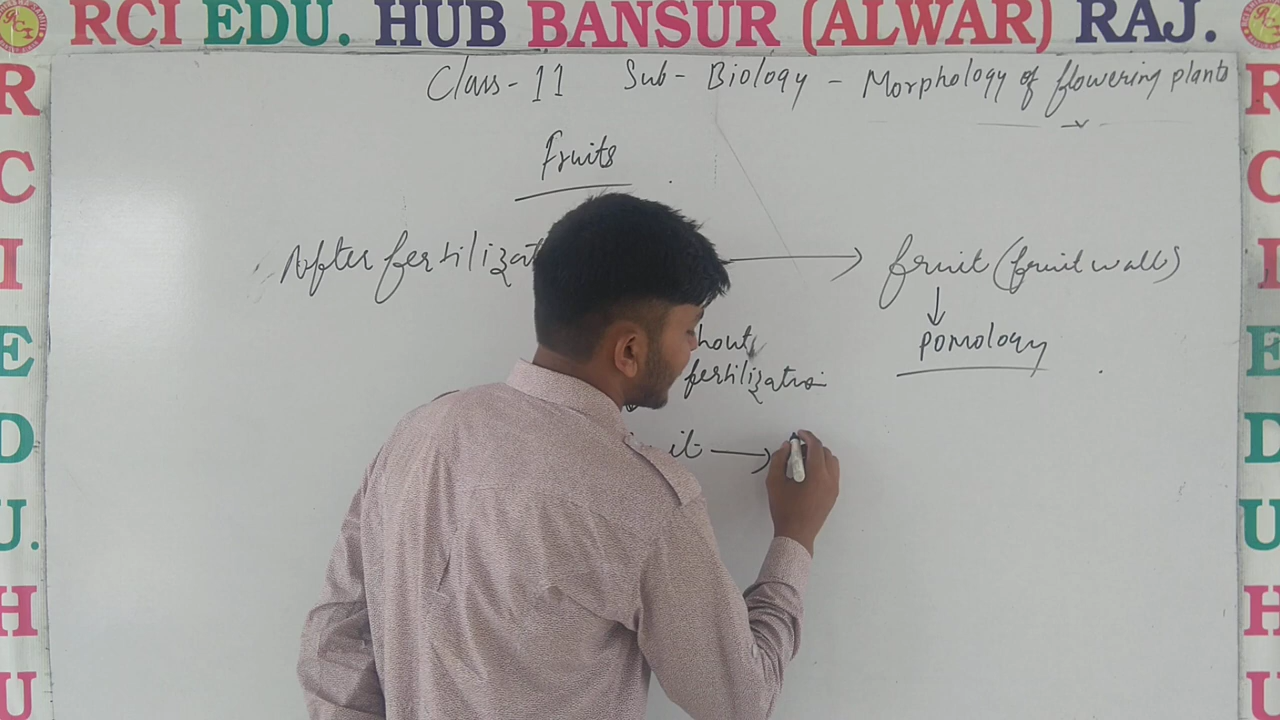 RCI EDU. HUB BANSUR (ALWAR) RAJ.
Class-11 Sub- Biology - Morphology of flowering plants
Fruits
After → fruit (fruit wall)
↓
pomology
fertilization
it →
R
C
I
E
D
U.
H
U
R
C
I
E
D
U
H
U